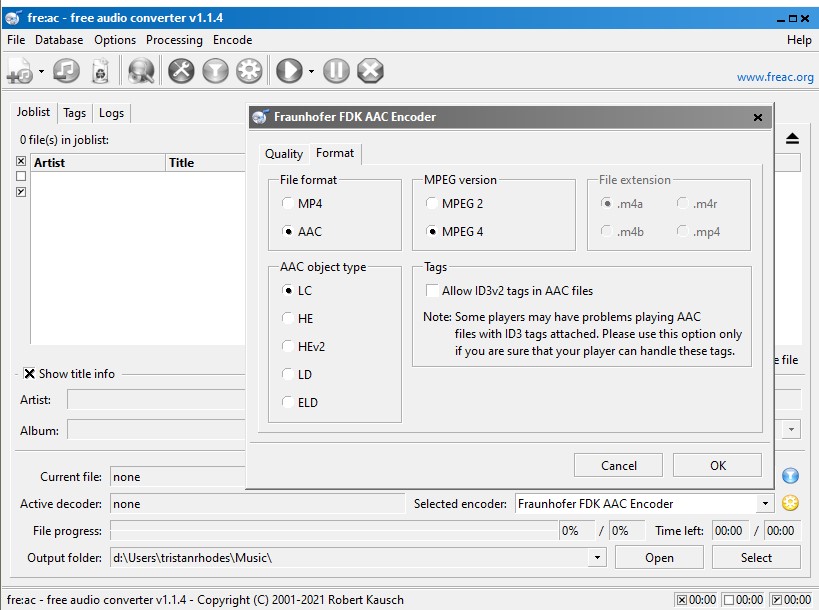 fre:ac - free audio converter v1.1.4
File Database Options Processing Encode Help
www.freac.org
Joblist Tags Logs
0 file(s) in joblist:
Artist Title
Fraunhofer FDK AAC Encoder
Quality Format
File format MPEG version File extension
MP4 MPEG 2 .m4a .m4r
AAC MPEG 4 .m4b .mp4
AAC object type Tags
LC Allow ID3v2 tags in AAC files
HE Note: Some players may have problems playing AAC
files with ID3 tags attached. Please use this option only
HEv2 if you are sure that your player can handle these tags.
LD
ELD
Cancel OK
e file
Show title info
Artist:
Album:
Current file: none
Active decoder: none Selected encoder: Fraunhofer FDK AAC Encoder
File progress: 0% / 0% Time left: 00:00 / 00:00
Output folder: d:\Users\tristanrhodes\Music\ Open Select
fre:ac - free audio converter v1.1.4 - Copyright (C) 2001-2021 Robert Kausch 00:00 00:00 00:00